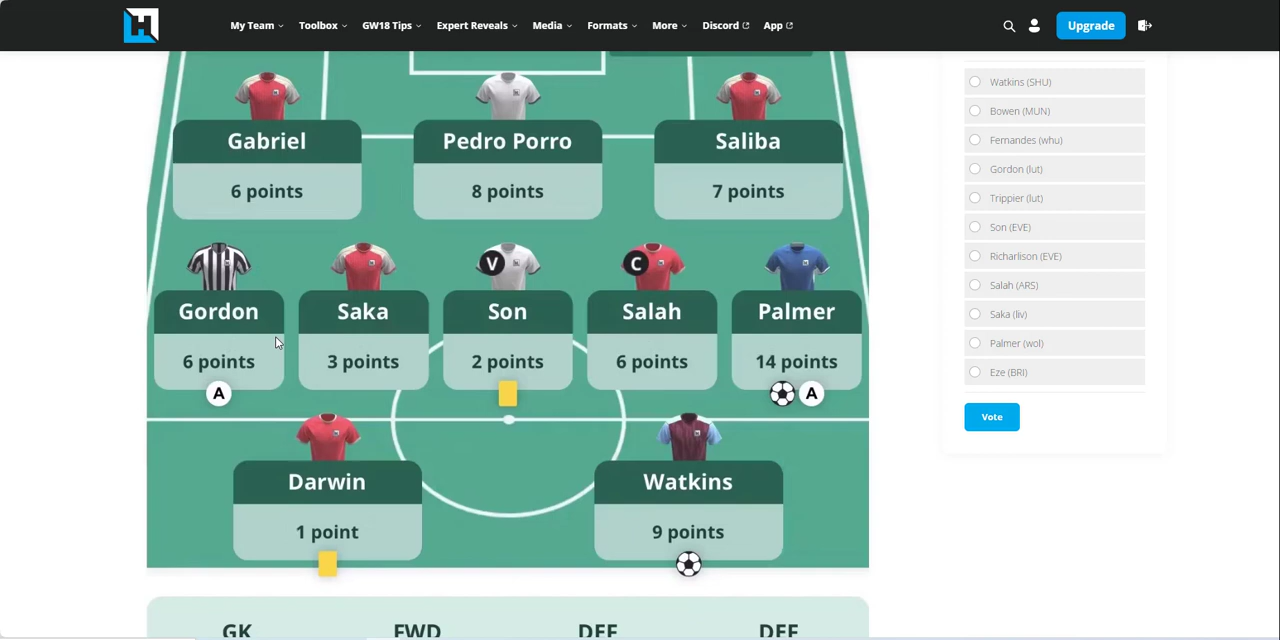 My Team Toolbox GW18 Tips Expert Reveals Media Formats More Discord App Upgrade
Gabriel Pedro Porro Saliba
6 points 8 points 7 points
V C
Gordon Saka Son Salah Palmer
6 points 3 points 2 points 6 points 14 points
A A
Darwin Watkins
1 point 9 points
GK FWD DEF DEF
Watkins (SHU)
Bowen (MUN)
Fernandes (whu)
Gordon (lut)
Trippier (lut)
Son (EVE)
Richarlison (EVE)
Salah (ARS)
Saka (liv)
Palmer (wol)
Eze (BRI)
Vote